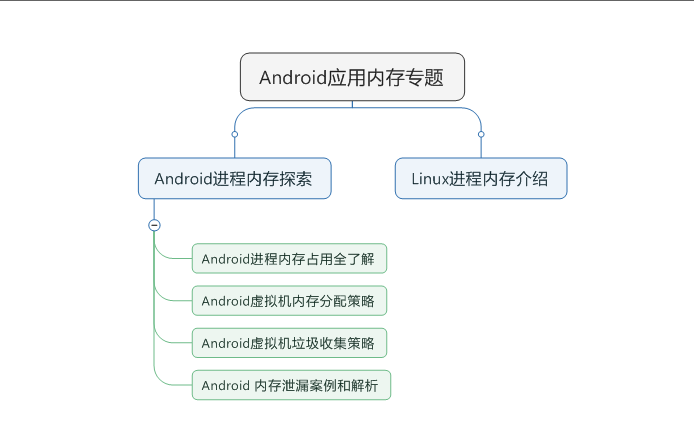 Android应用内存专题
Android进程内存探索
Linux进程内存介绍
Android进程内存占用全了解
Android虚拟机内存分配策略
Android虚拟机垃圾收集策略
Android 内存泄漏案例和解析